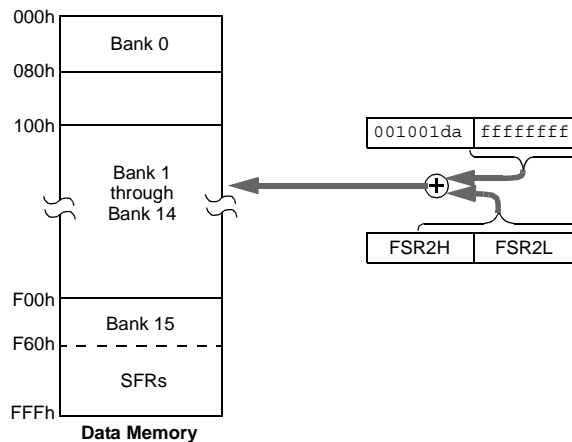 000h
Bank 0
080h
100h
001001da ffffffff
Bank 1
through
Bank 14
FSR2H FSR2L
F00h
Bank 15
F60h
SFRs
FFFh
Data Memory